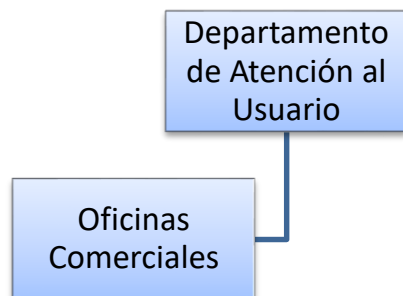 Departamento
de Atención al
Usuario
Oficinas
Comerciales